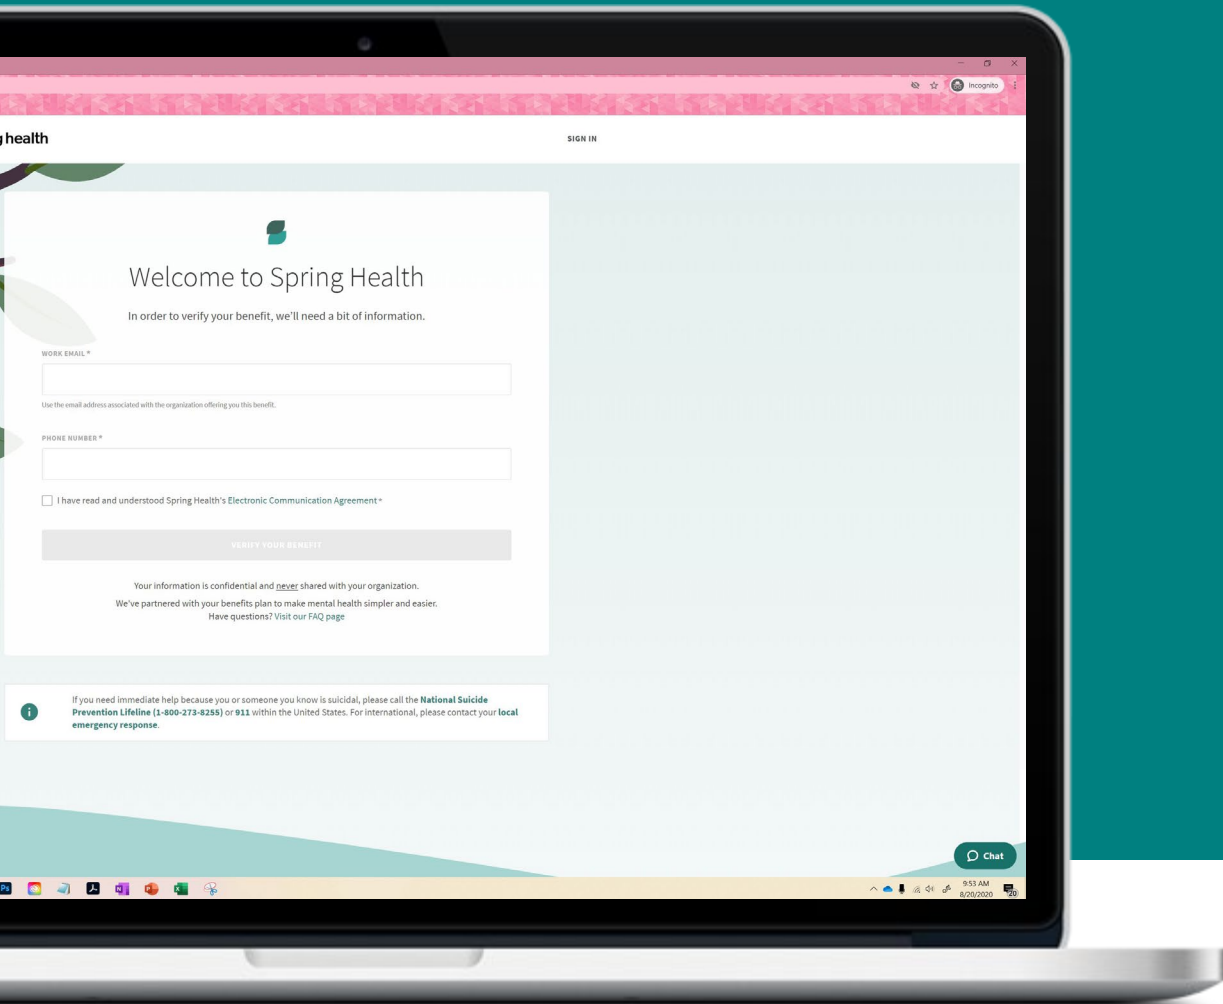 Incognito
health
SIGN IN
Welcome to Spring Health
In order to verify your benefit, we'll need a bit of information.
WORK EMAIL *
Use the email address associated with the organization offering you this benefit.
PHONE NUMBER *
I have read and understood Spring Health's Electronic Communication Agreement *
VERIFY YOUR BENEFIT
Your information is confidential and never shared with your organization.
We've partnered with your benefits plan to make mental health simpler and easier.
Have questions? Visit our FAQ page
If you need immediate help because you or someone you know is suicidal, please call the National Suicide
Prevention Lifeline (1-800-273-8255) or 911 within the United States. For international, please contact your local
emergency response.
Chat
Ps
9:53 AM
8/20/2020
20